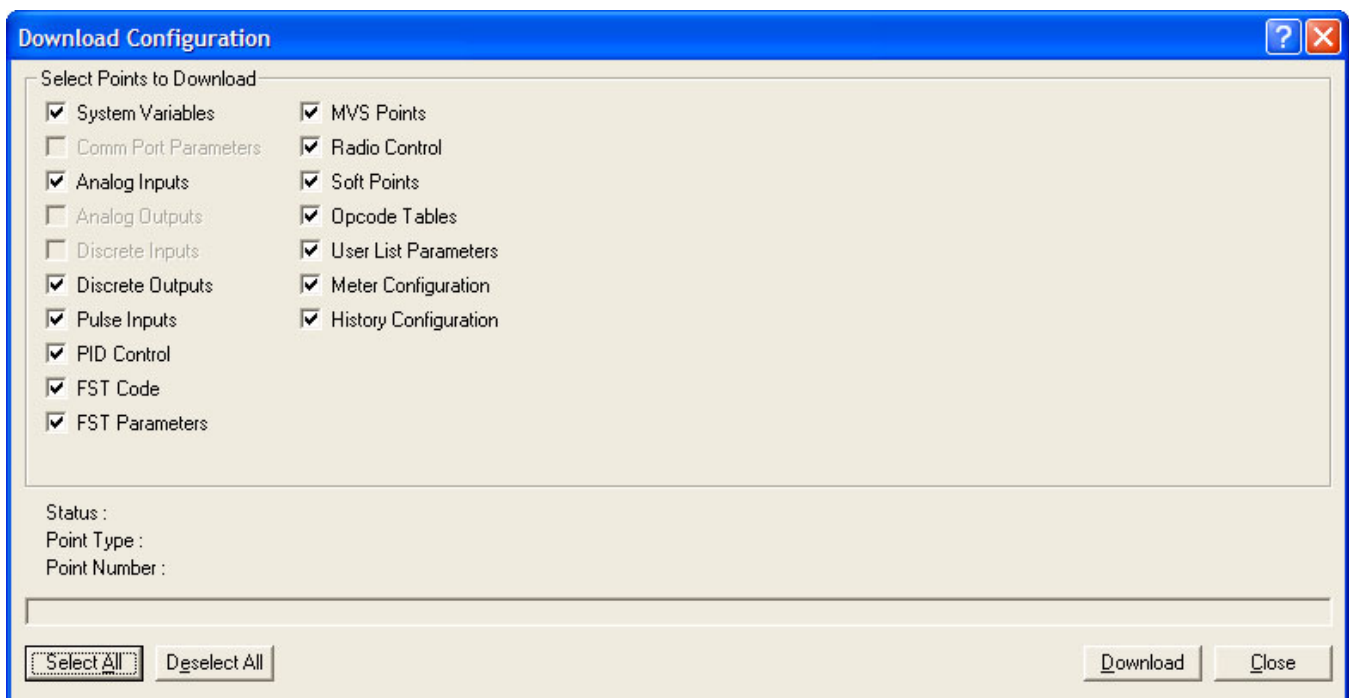 Download Configuration
Select Points to Download
System Variables
Comm Port Parameters
Analog Inputs
Analog Outputs
Discrete Inputs
Discrete Outputs
Pulse Inputs
PID Control
FST Code
FST Parameters
MVS Points
Radio Control
Soft Points
Opcode Tables
User List Parameters
Meter Configuration
History Configuration
Status :
Point Type :
Point Number :
Select All
Deselect All
Download
Close